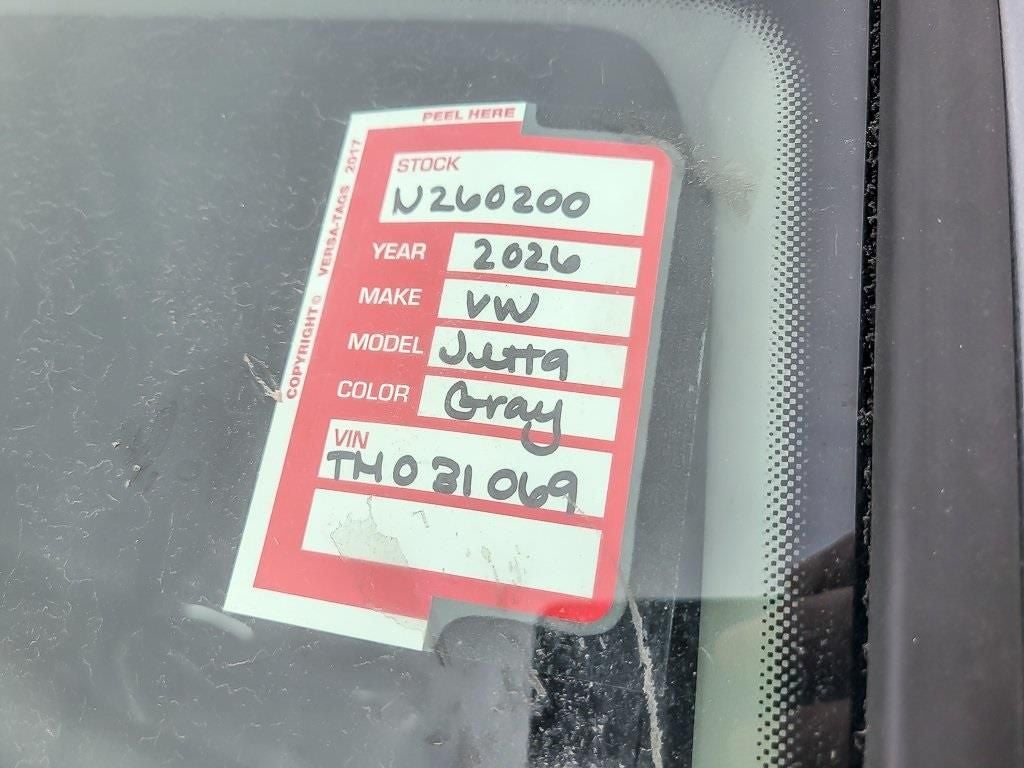 PEEL HERE
COPYRIGHT © VERSA-TAGS 2017
STOCK
N260200
YEAR 2026
MAKE VW
MODEL Jetta
COLOR Gray
VIN
TM031069